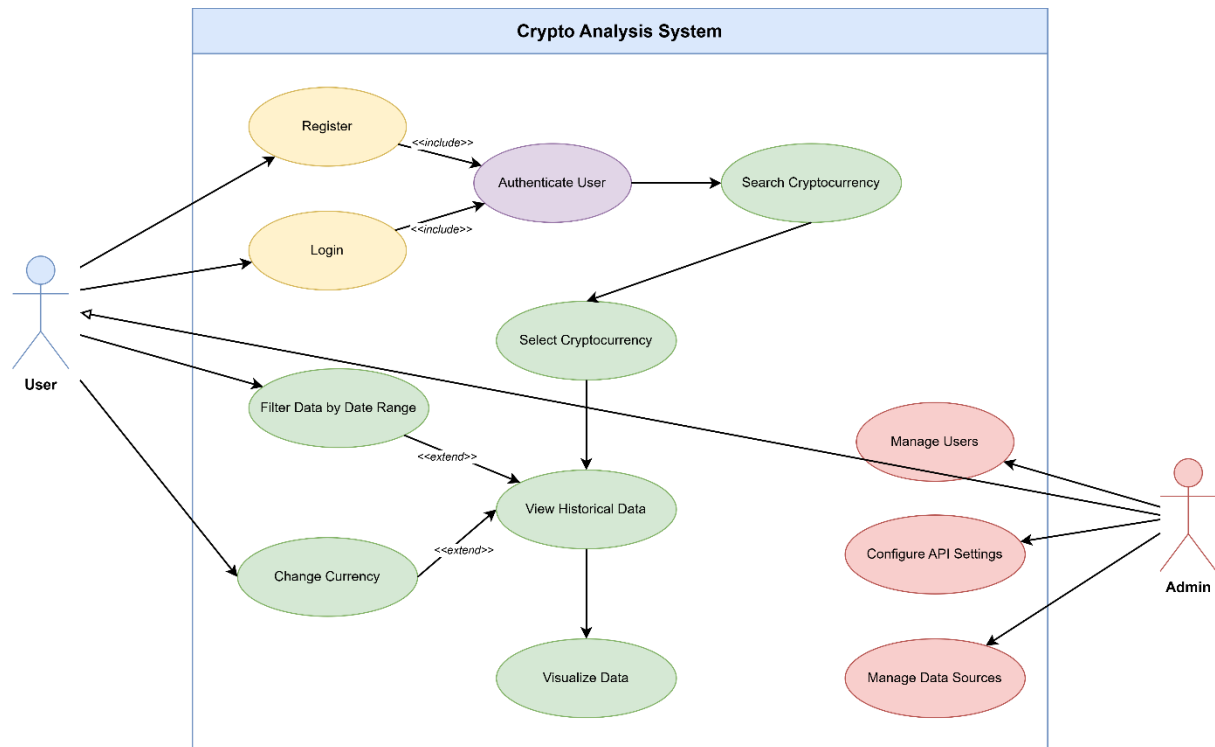 Crypto Analysis System
Register
<<include>>
Authenticate User
Search Cryptocurrency
Login
<<include>>
Select Cryptocurrency
User
Filter Data by Date Range
<<extend>>
Manage Users
View Historical Data
<<extend>>
Configure API Settings
Change Currency
Admin
Visualize Data
Manage Data Sources